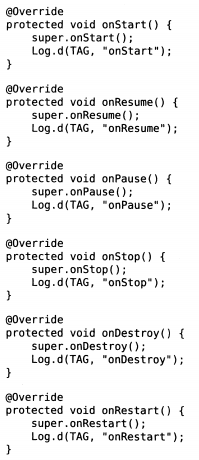 @Override
protected void onStart() {
    super.onStart();
    Log.d(TAG, "onStart");
}

@Override
protected void onResume() {
    super.onResume();
    Log.d(TAG, "onResume");
}

@Override
protected void onPause() {
    super.onPause();
    Log.d(TAG, "onPause");
}

@Override
protected void onStop() {
    super.onStop();
    Log.d(TAG, "onStop");
}

@Override
protected void onDestroy() {
    super.onDestroy();
    Log.d(TAG, "onDestroy");
}

@Override
protected void onRestart() {
    super.onRestart();
    Log.d(TAG, "onRestart");
}